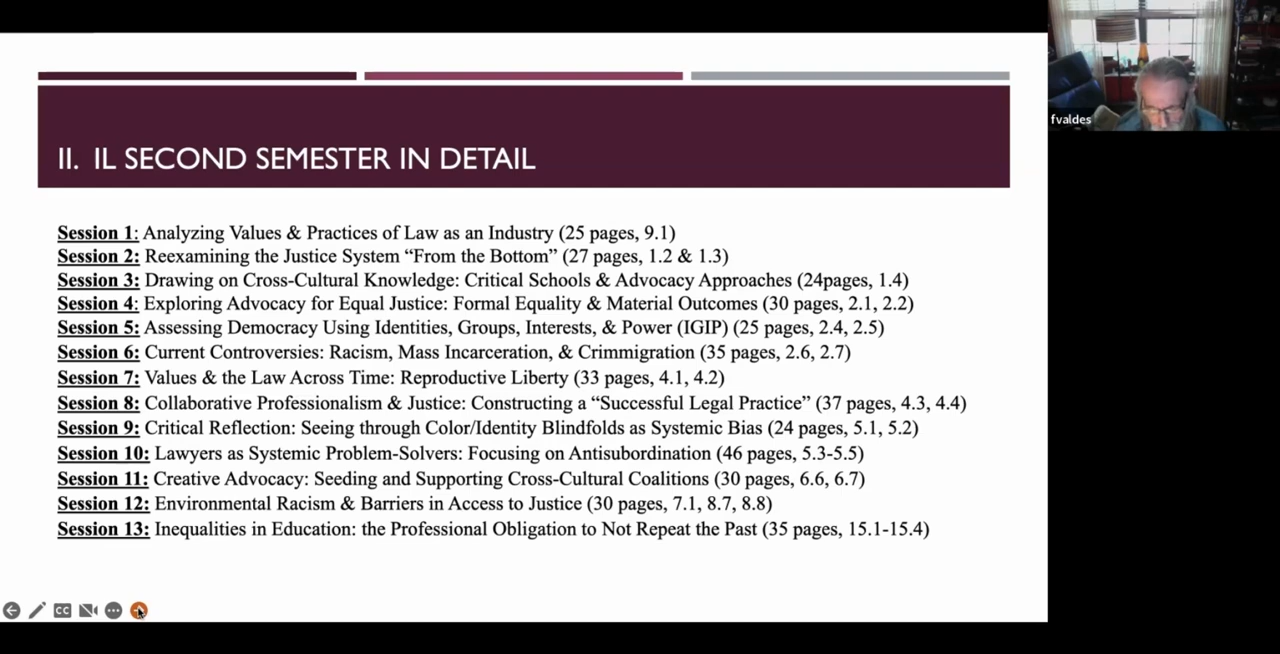 II. IL SECOND SEMESTER IN DETAIL
Session 1: Analyzing Values & Practices of Law as an Industry (25 pages, 9.1)
Session 2: Reexamining the Justice System “From the Bottom” (27 pages, 1.2 & 1.3)
Session 3: Drawing on Cross-Cultural Knowledge: Critical Schools & Advocacy Approaches (24pages, 1.4)
Session 4: Exploring Advocacy for Equal Justice: Formal Equality & Material Outcomes (30 pages, 2.1, 2.2)
Session 5: Assessing Democracy Using Identities, Groups, Interests, & Power (IGIP) (25 pages, 2.4, 2.5)
Session 6: Current Controversies: Racism, Mass Incarceration, & Crimmigration (35 pages, 2.6, 2.7)
Session 7: Values & the Law Across Time: Reproductive Liberty (33 pages, 4.1, 4.2)
Session 8: Collaborative Professionalism & Justice: Constructing a “Successful Legal Practice” (37 pages, 4.3, 4.4)
Session 9: Critical Reflection: Seeing through Color/Identity Blindfolds as Systemic Bias (24 pages, 5.1, 5.2)
Session 10: Lawyers as Systemic Problem-Solvers: Focusing on Antisubordination (46 pages, 5.3-5.5)
Session 11: Creative Advocacy: Seeding and Supporting Cross-Cultural Coalitions (30 pages, 6.6, 6.7)
Session 12: Environmental Racism & Barriers in Access to Justice (30 pages, 7.1, 8.7, 8.8)
Session 13: Inequalities in Education: the Professional Obligation to Not Repeat the Past (35 pages, 15.1-15.4)
CC
fvaldes